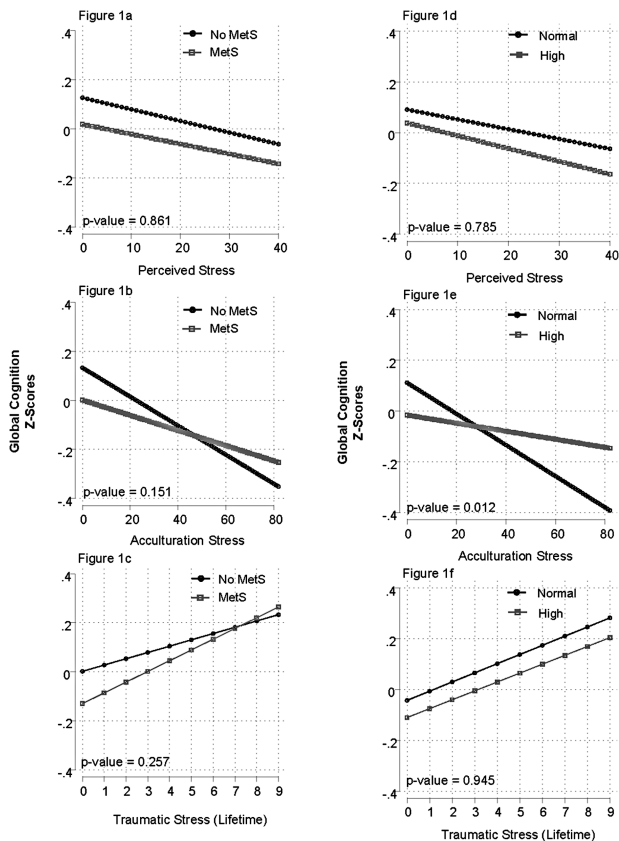 Figure 1a
No MetS
MetS
.4
.2
0
-.2
-.4
p-value = 0.861
0 10 20 30 40
Perceived Stress
Figure 1d
Normal
High
.4
.2
0
-.2
-.4
p-value = 0.785
0 10 20 30 40
Perceived Stress
Figure 1b
No MetS
MetS
Global Cognition
Z-Scores
.4
.2
0
-.2
-.4
p-value = 0.151
0 20 40 60 80
Acculturation Stress
Figure 1e
Normal
High
Global Cognition
Z-Scores
.4
.2
0
-.2
-.4
p-value = 0.012
0 20 40 60 80
Acculturation Stress
Figure 1c
No MetS
MetS
.4
.2
0
-.2
-.4
p-value = 0.257
0 1 2 3 4 5 6 7 8 9
Traumatic Stress (Lifetime)
Figure 1f
Normal
High
.4
.2
0
-.2
-.4
p-value = 0.945
0 1 2 3 4 5 6 7 8 9
Traumatic Stress (Lifetime)